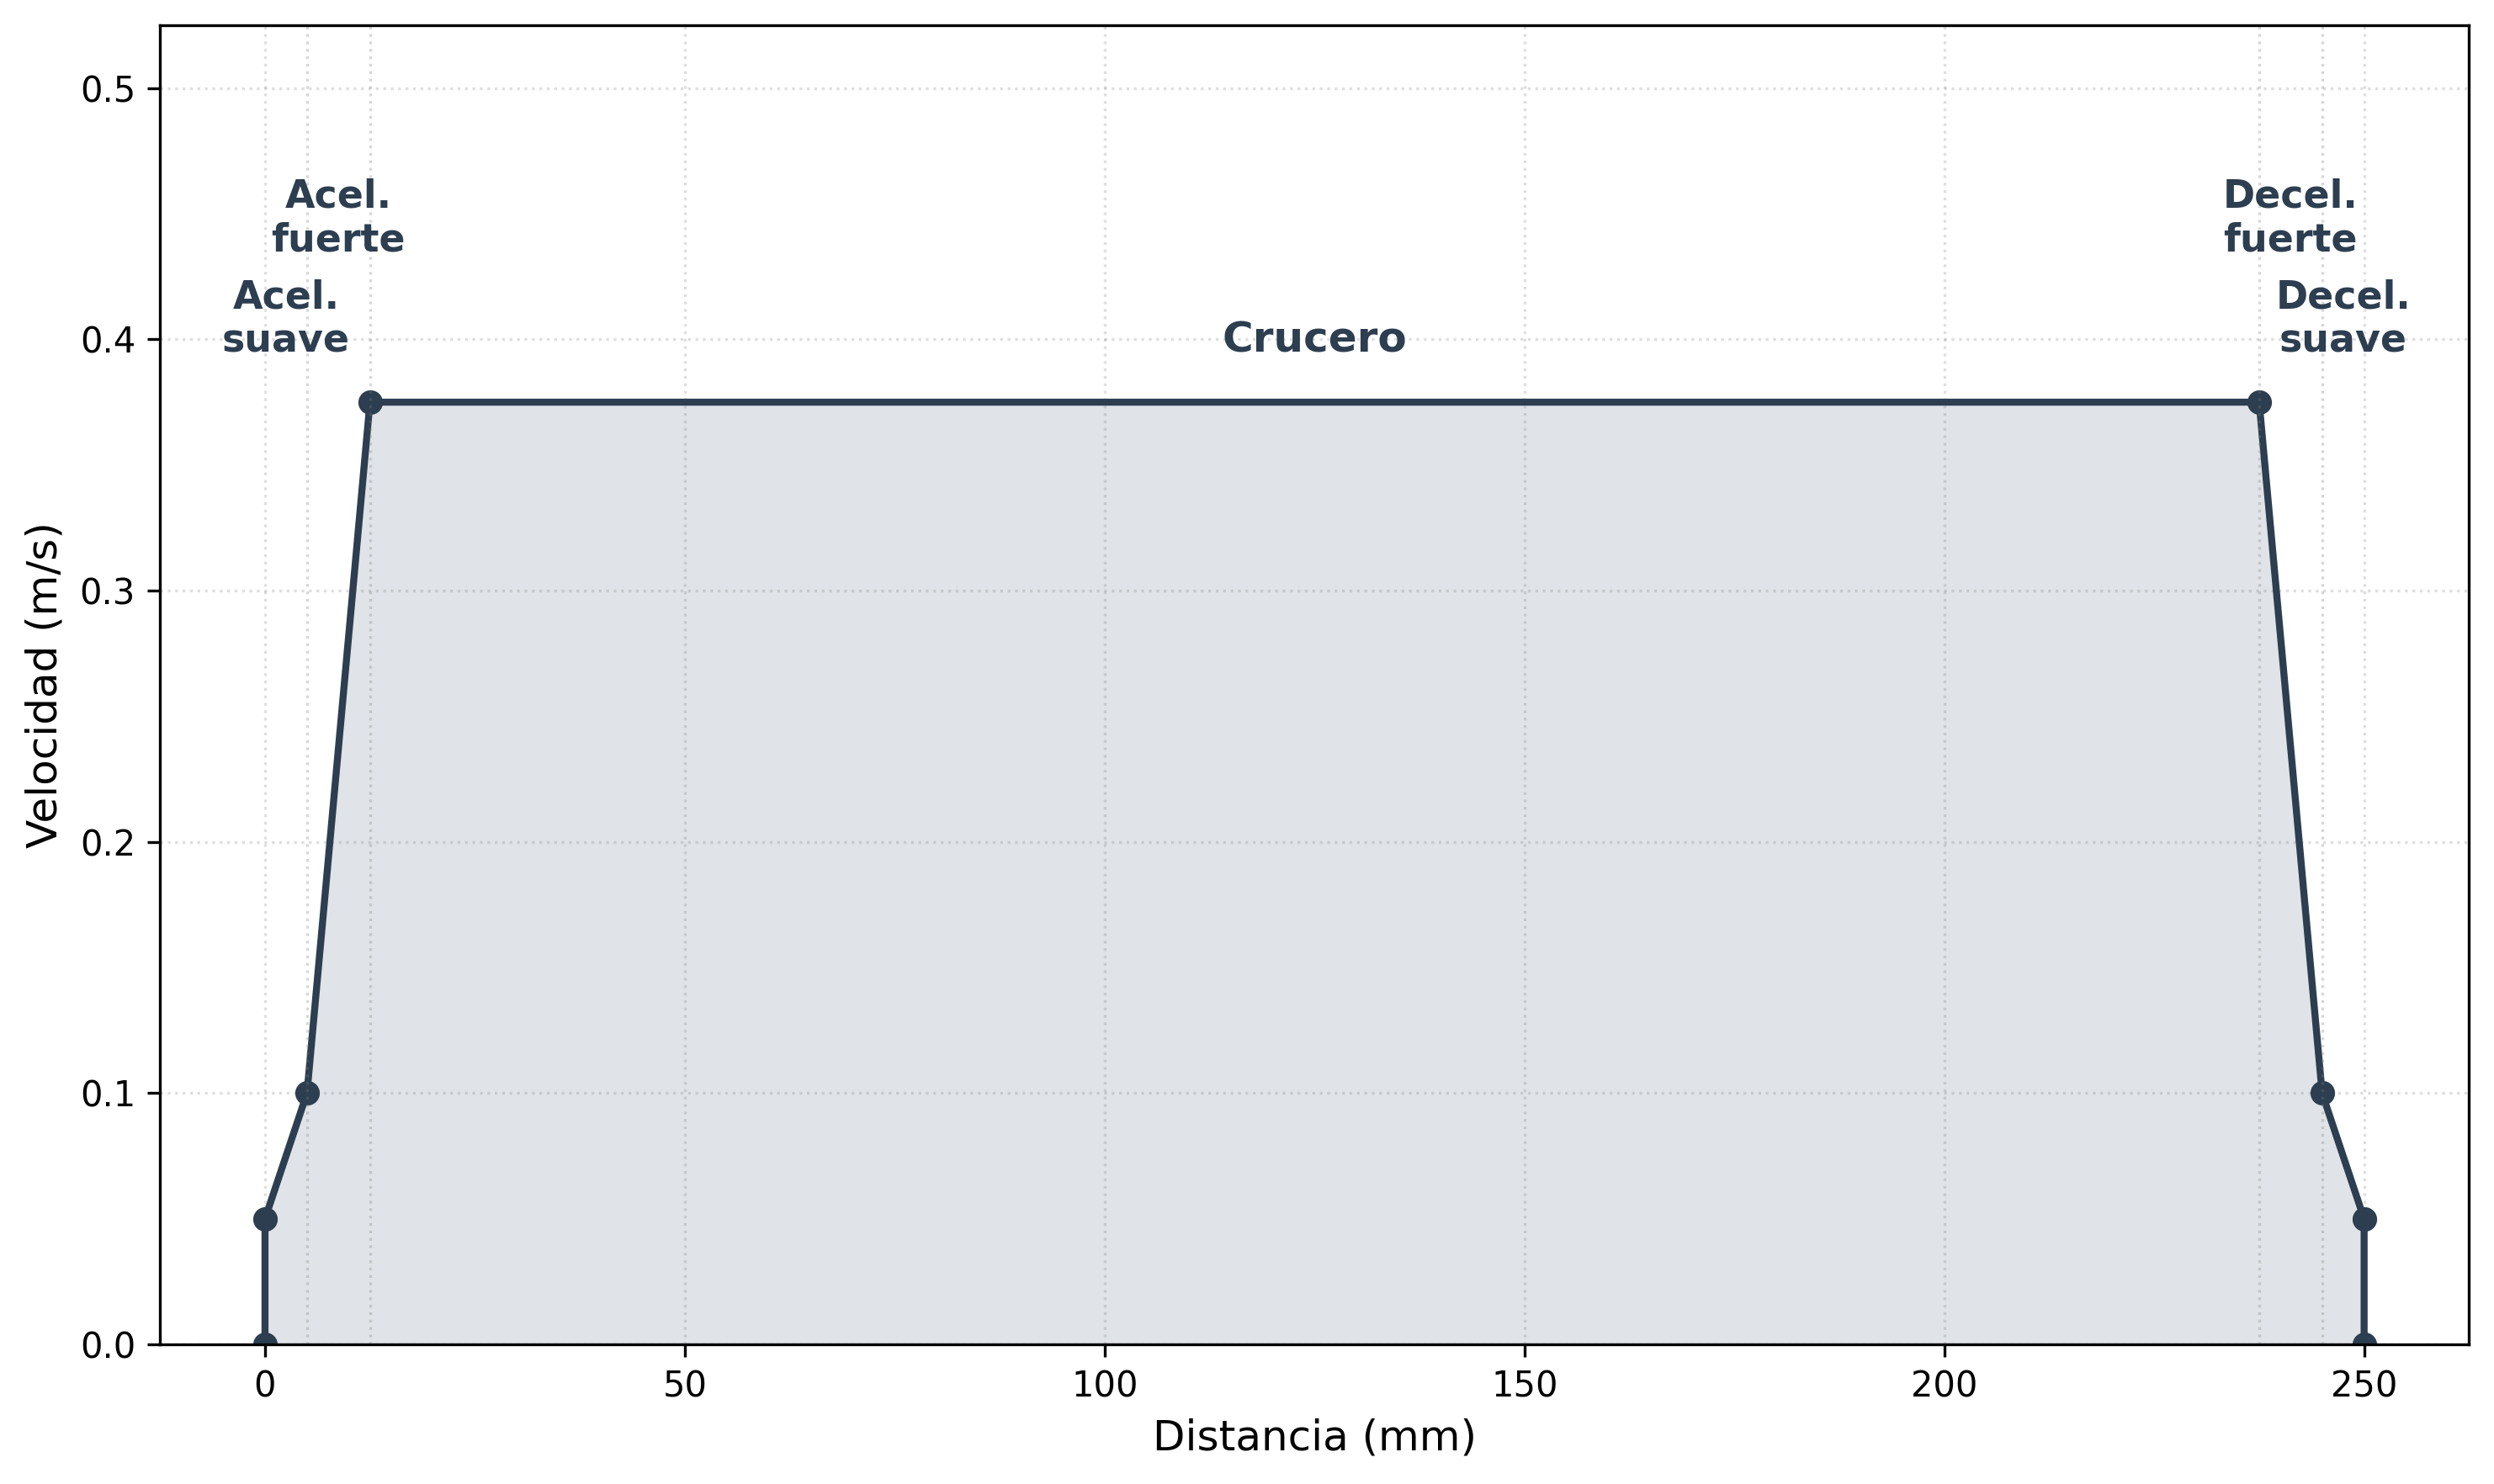 0.5
Acel.
fuerte
Decel.
fuerte
Acel.
suave
Decel.
suave
0.4
Crucero
0.3
0.2
0.1
0.0
Velocidad (m/s)
0 50 100 150 200 250
Distancia (mm)